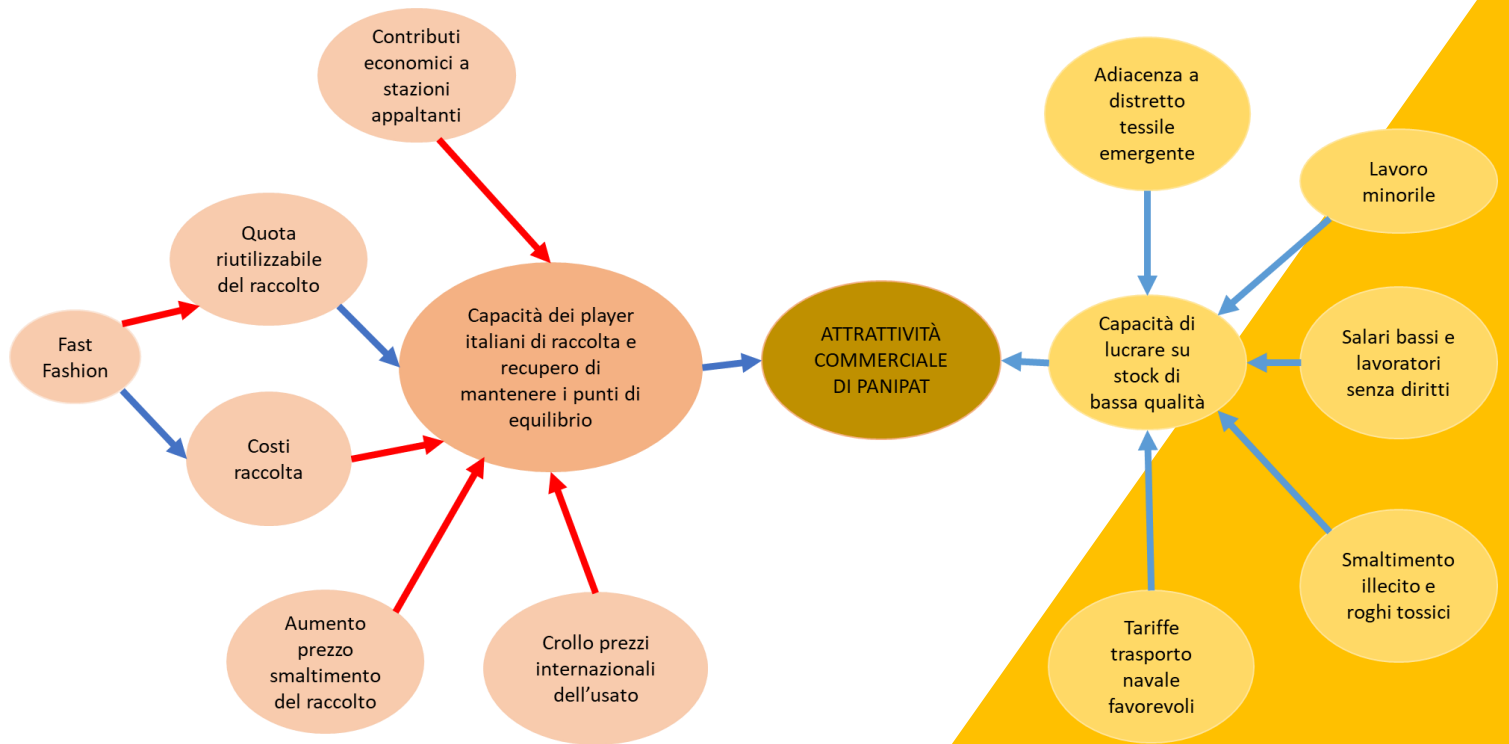 Contributi
economici a
stazioni
appaltanti
Adiacenza a
distretto
tessile
emergente
Lavoro
minorile
Quota
riutilizzabile
del raccolto
Fast
Fashion
Capacità dei player
italiani di raccolta e
recupero di
mantenere i punti di
equilibrio
ATTRATTIVITÀ
COMMERCIALE
DI PANIPAT
Capacità di
lucrare su
stock di
bassa qualità
Salari bassi e
lavoratori
senza diritti
Costi
raccolta
Aumento
prezzo
smaltimento
del raccolto
Crollo prezzi
internazionali
dell’usato
Tariffe
trasporto
navale
favorevoli
Smaltimento
illecito e
roghi tossici